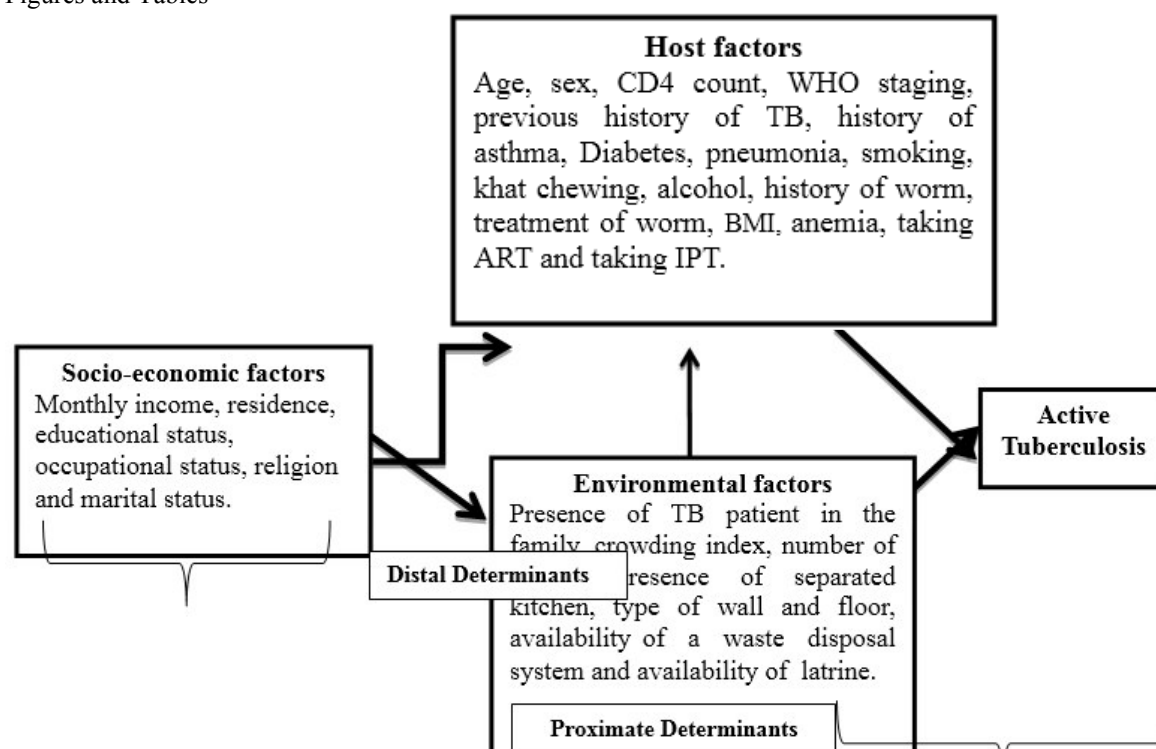 Figures and Tables
Host factors
Age, sex, CD4 count, WHO staging,
previous history of TB, history of
asthma, Diabetes, pneumonia, smoking,
khat chewing, alcohol, history of worm,
treatment of worm, BMI, anemia, taking
ART and taking IPT.
Socio-economic factors
Monthly income, residence,
educational status,
occupational status, religion
and marital status.
Active
Tuberculosis
Environmental factors
Presence of TB patient in the
family, crowding index, number of
of separated
kitchen, type of wall and floor,
availability of a waste disposal
system and availability of latrine.
Distal Determinants
Proximate Determinants